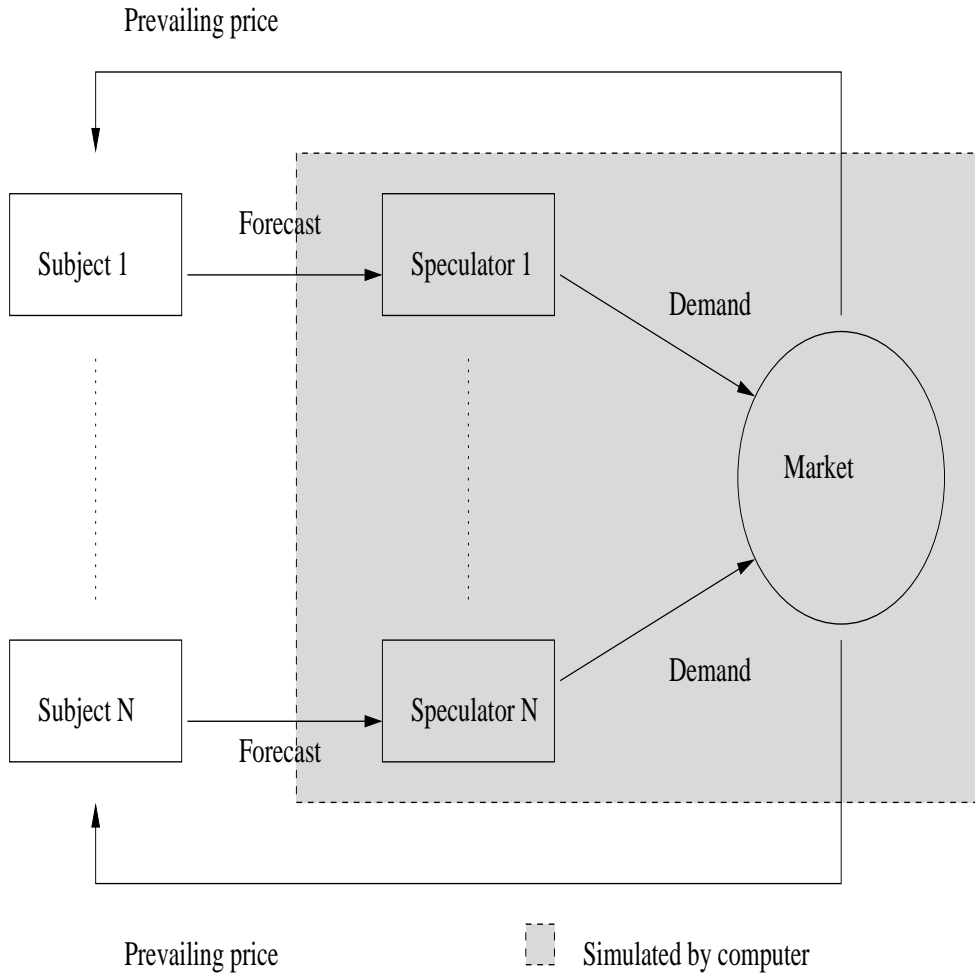 Prevailing price
Forecast
Subject 1
Speculator 1
Demand
Market
Subject N
Speculator N
Demand
Forecast
Prevailing price
Simulated by computer